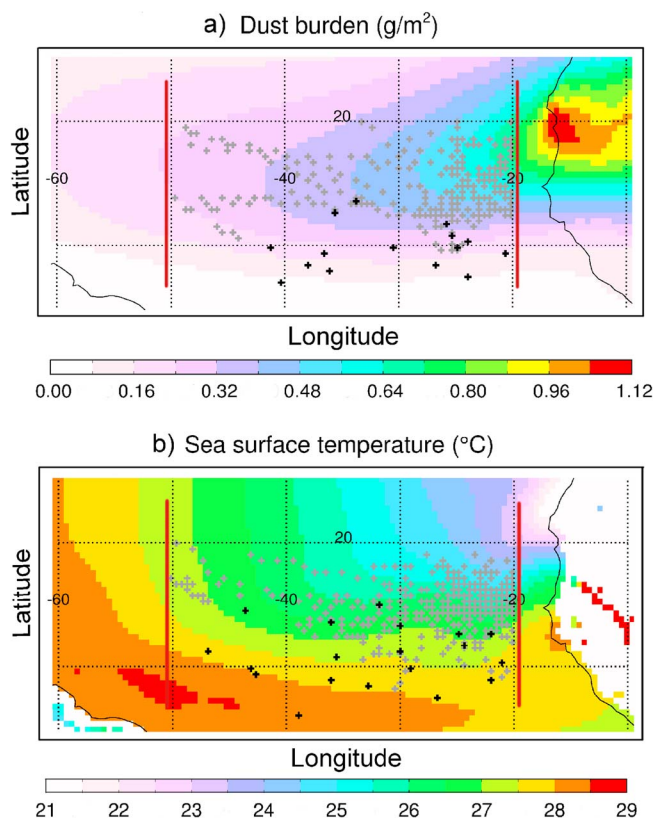 a) Dust burden (g/m²)
Latitude
20
-60
-40
-20
Longitude
0.00 0.16 0.32 0.48 0.64 0.80 0.96 1.12
b) Sea surface temperature (°C)
Latitude
20
-60
-40
-20
Longitude
21 22 23 24 25 26 27 28 29